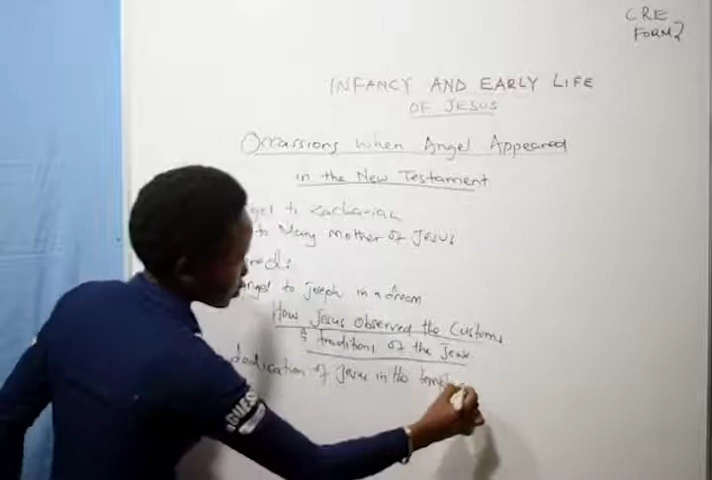 CRE
FORM 2
INFANCY AND EARLY LIFE
OF JESUS
Occassions when Angel Appeared
in the New Testament
to Zachariah
to Mary mother of Jesus
to Joseph in a dream
How Jesus Observed the Customs
& traditions of the Jews
dedication of Jesus in the
GUESS